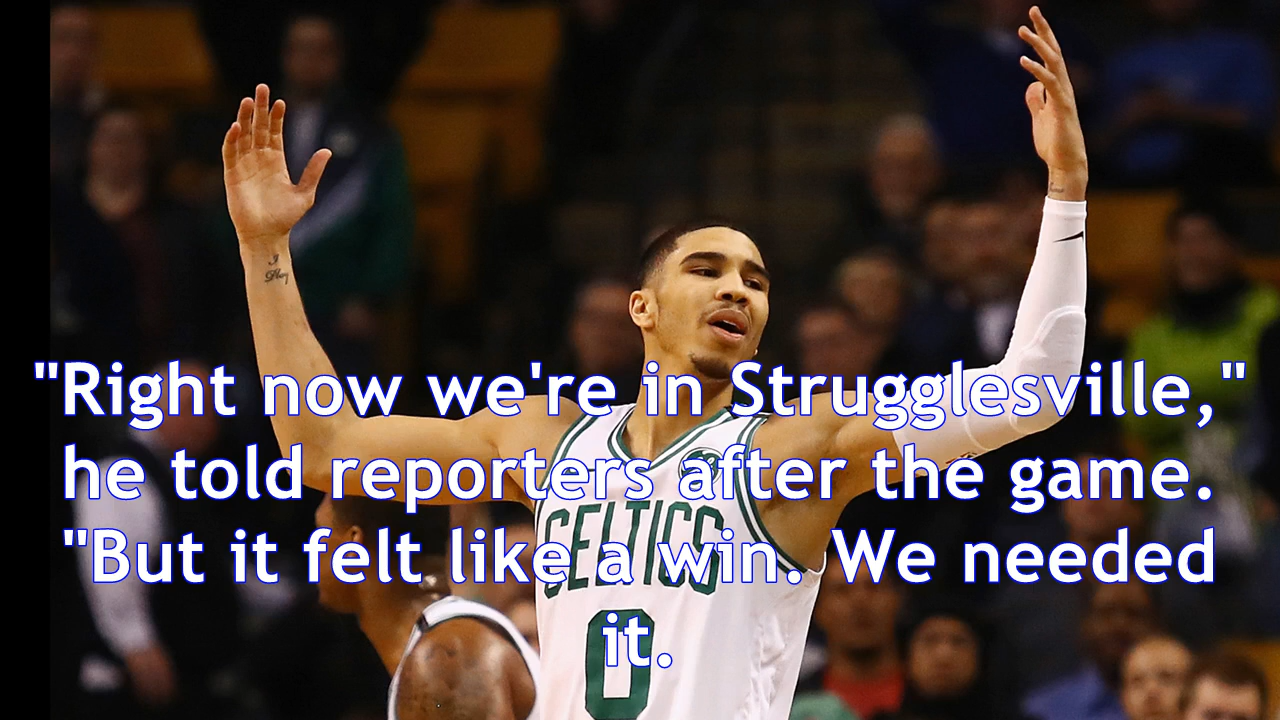 "Right now we're in Strugglesville,"
he told reporters after the game.
"But it felt like a win. We needed
it.
CELTICS
0